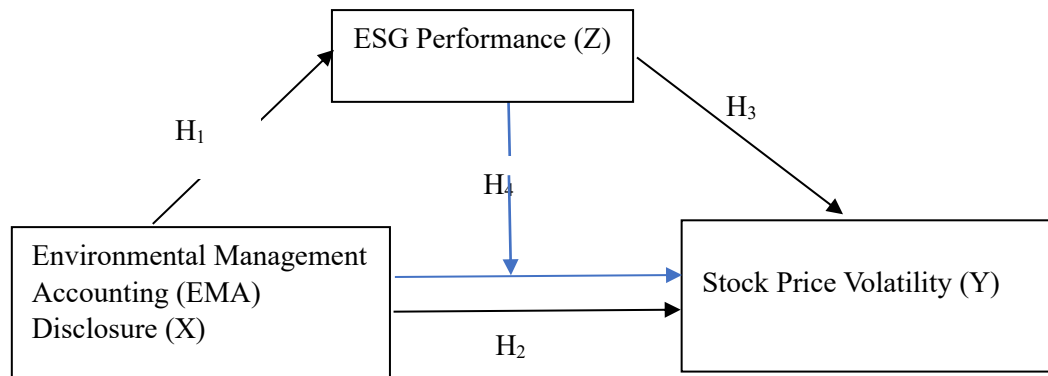 ESG Performance (Z)
H₃
H₁
H₄
Environmental Management
Accounting (EMA)
Disclosure (X)
Stock Price Volatility (Y)
H₂